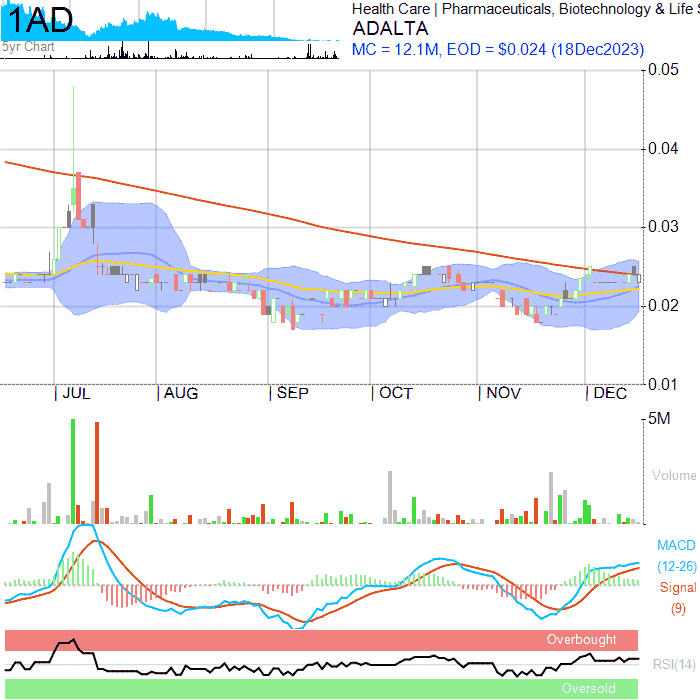 1AD
5yr Chart
Health Care | Pharmaceuticals, Biotechnology & Life S
ADALTA
MC = 12.1M, EOD = $0.024 (18Dec2023)
0.05
0.04
0.03
0.02
0.01
JUL AUG SEP OCT NOV DEC
5M
Volume
MACD
(12-26)
Signal
(9)
Overbought
RSI(14)
Oversold